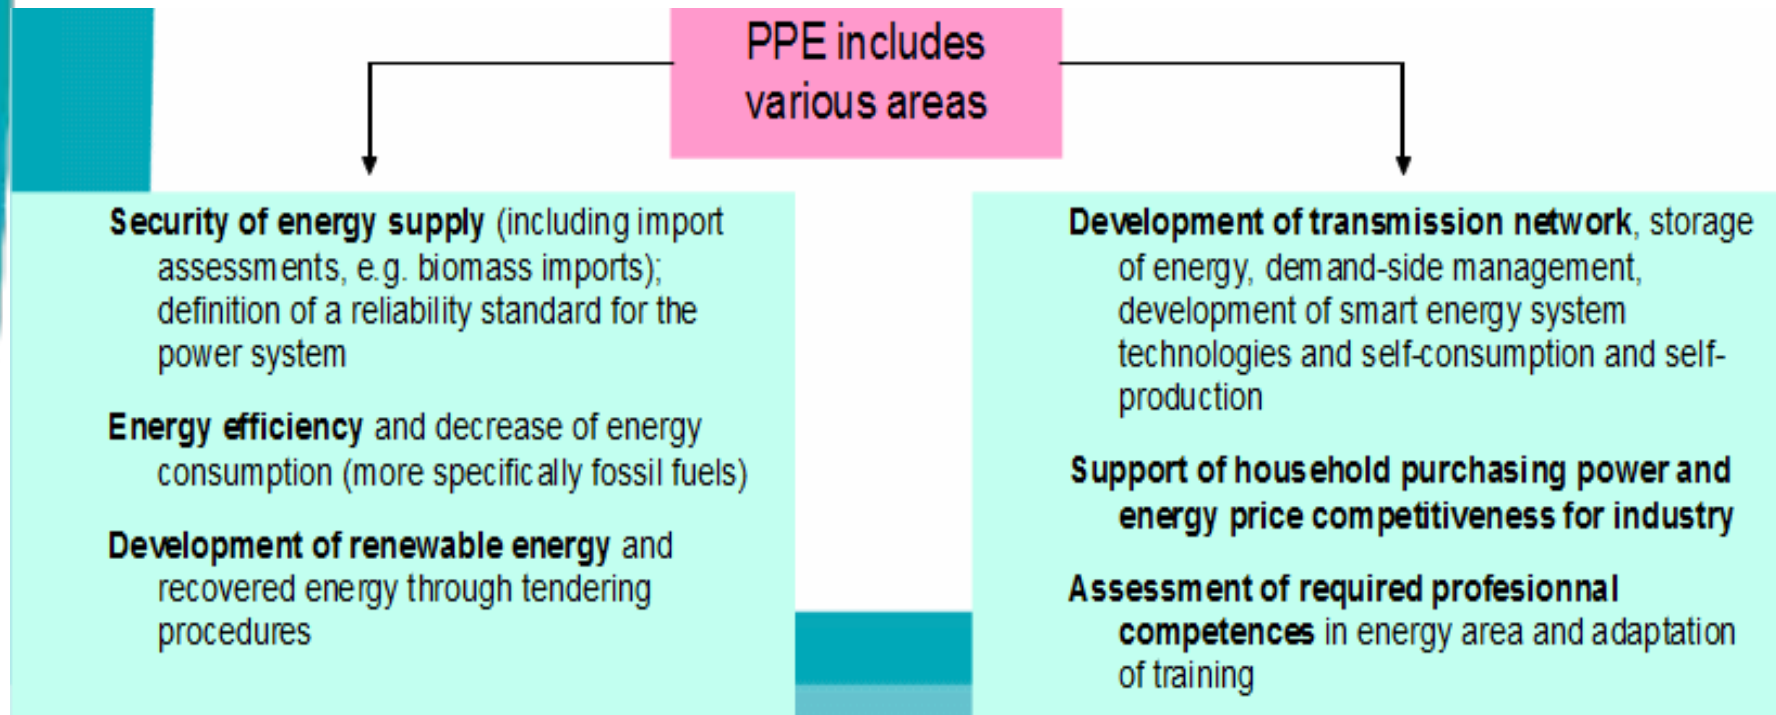 PPE includes
various areas
Security of energy supply (including import
assessments, e.g. biomass imports);
definition of a reliability standard for the
power system
Energy efficiency and decrease of energy
consumption (more specifically fossil fuels)
Development of renewable energy and
recovered energy through tendering
procedures
Development of transmission network, storage
of energy, demand-side management,
development of smart energy system
technologies and self-consumption and self-
production
Support of household purchasing power and
energy price competitiveness for industry
Assessment of required profesionnal
competences in energy area and adaptation
of training